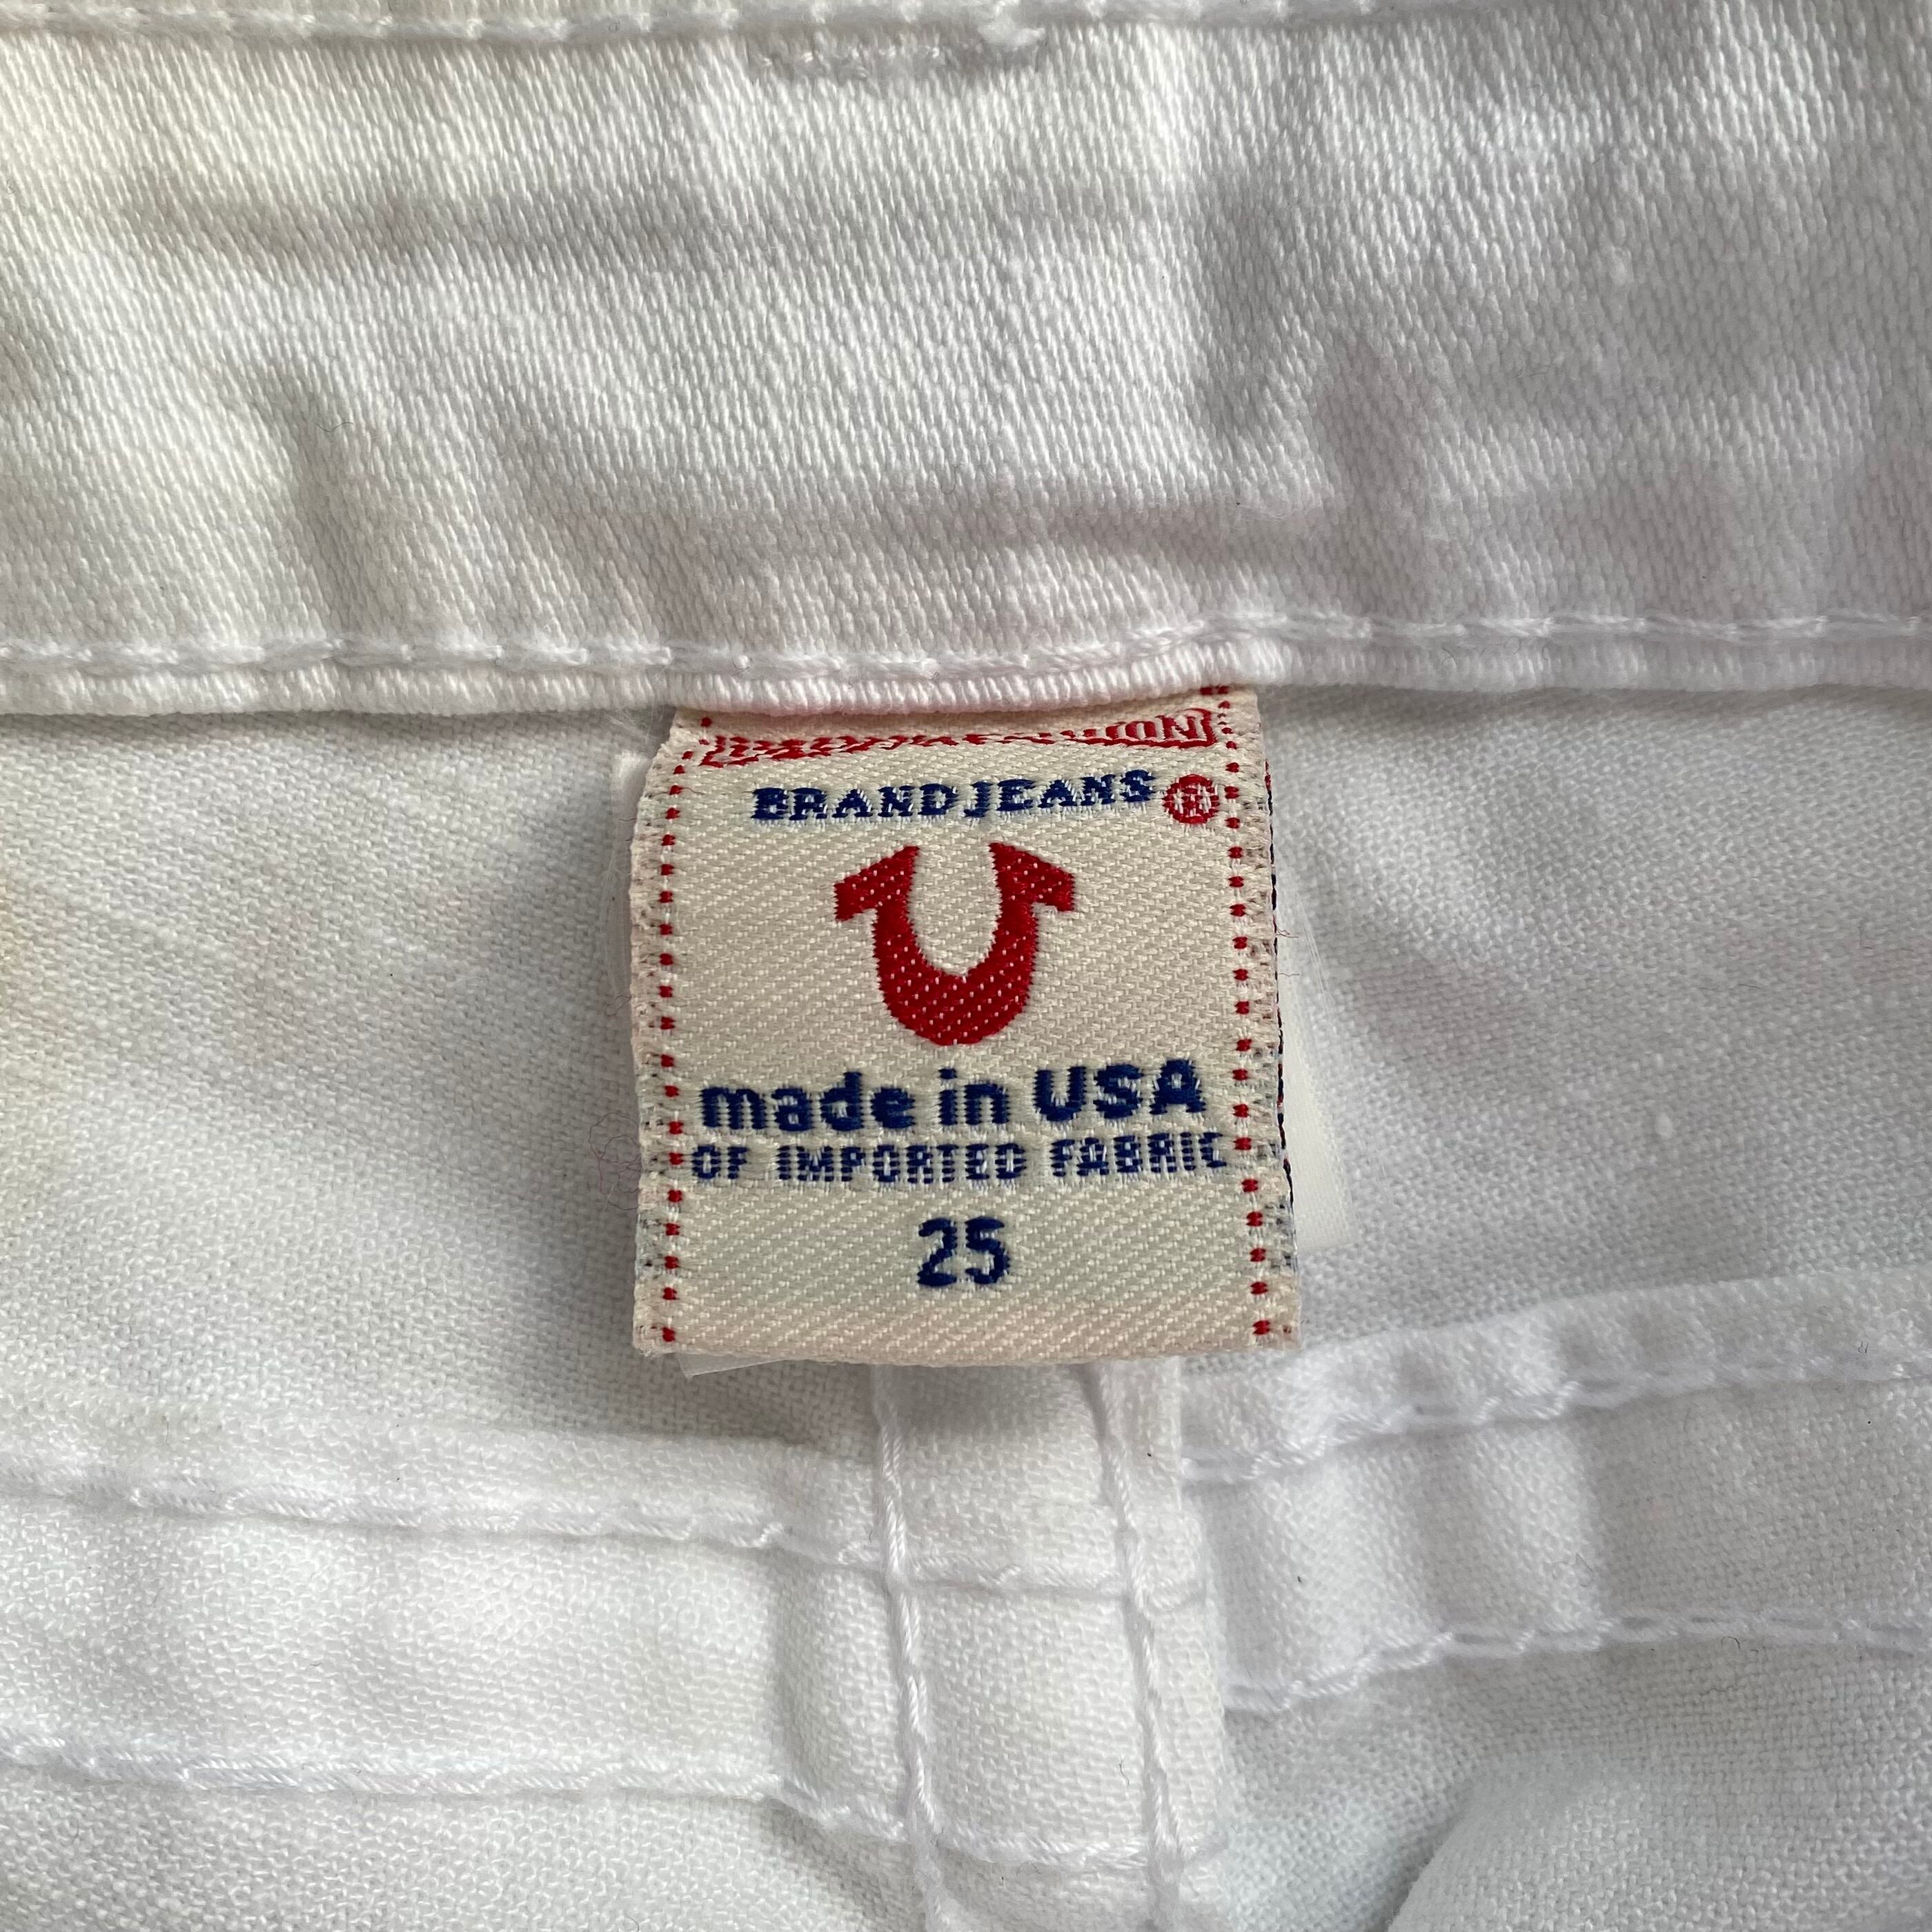 BRAND JEANS ®
made in USA
OF IMPORTED FABRIC
25